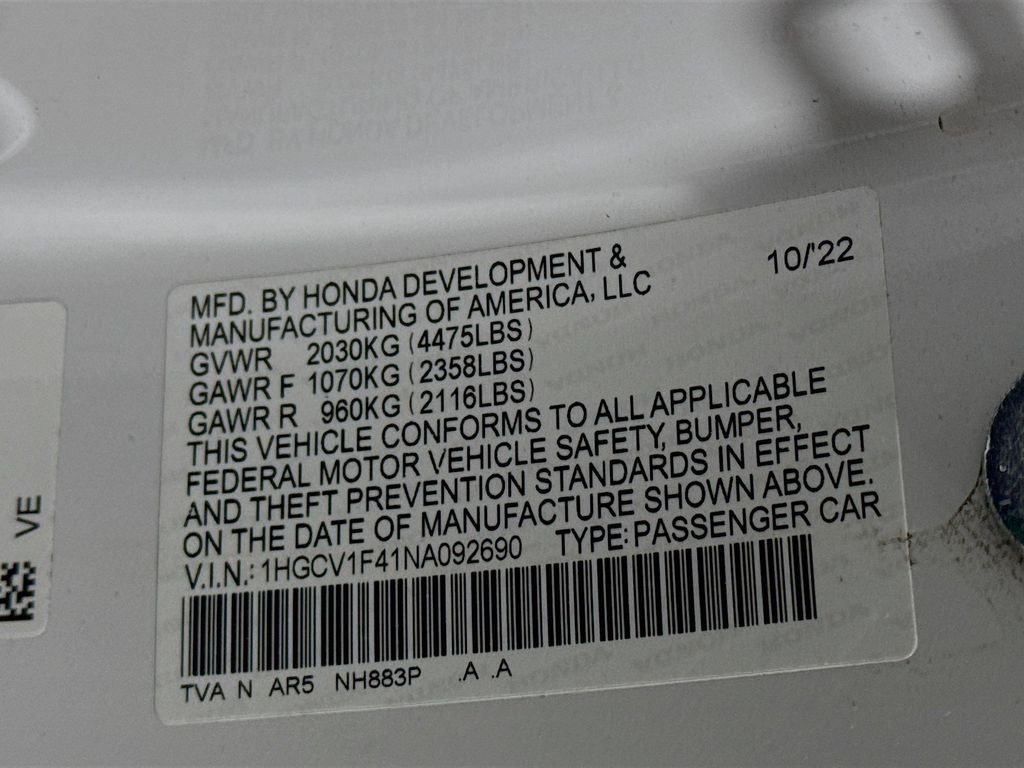 MFD. BY HONDA DEVELOPMENT &
MANUFACTURING OF AMERICA, LLC
10/'22
GVWR 2030KG (4475LBS)
GAWR F 1070KG (2358LBS)
GAWR R 960KG (2116LBS)
THIS VEHICLE CONFORMS TO ALL APPLICABLE
FEDERAL MOTOR VEHICLE SAFETY, BUMPER,
AND THEFT PREVENTION STANDARDS IN EFFECT
ON THE DATE OF MANUFACTURE SHOWN ABOVE.
V.I.N.: 1HGCV1F41NA092690 TYPE: PASSENGER CAR
TVA N AR5 NH883P .A .A
VE